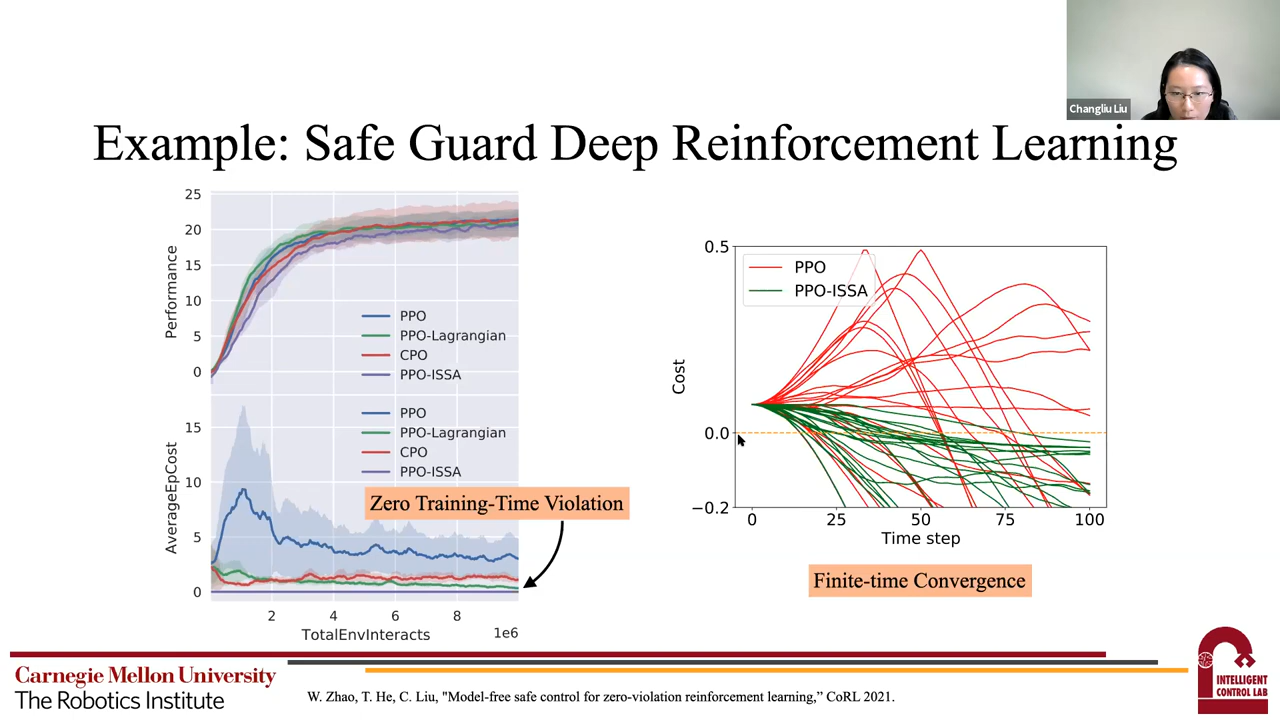 Changliu Liu
Example: Safe Guard Deep Reinforcement Learning
25
20
15
10
5
0
Performance
PPO
PPO-Lagrangian
CPO
PPO-ISSA
15
10
5
0
AverageEpCost
PPO
PPO-Lagrangian
CPO
PPO-ISSA
Zero Training-Time Violation
2 4 6 8
1e6
TotalEnvInteracts
0.5
0.0
−0.2
Cost
PPO
PPO-ISSA
0 25 50 75 100
Time step
Finite-time Convergence
Carnegie Mellon University
The Robotics Institute
W. Zhao, T. He, C. Liu, "Model-free safe control for zero-violation reinforcement learning,” CoRL 2021.
INTELLIGENT
CONTROL LAB